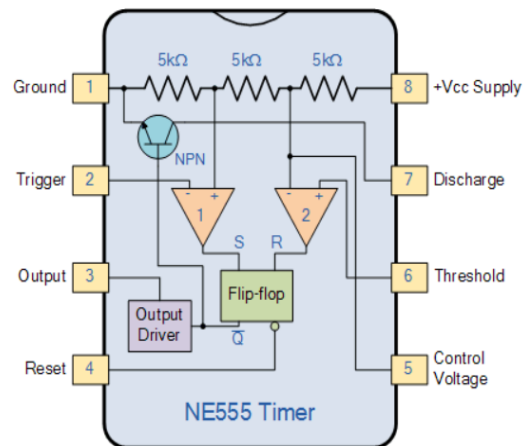 5kΩ 5kΩ 5kΩ
Ground 1
8 +Vcc Supply
NPN
Trigger 2
- +
1
- +
2
7 Discharge
S R
Output 3
6 Threshold
Flip-flop
Output
Driver
Q̅
Reset 4
5 Control
Voltage
NE555 Timer